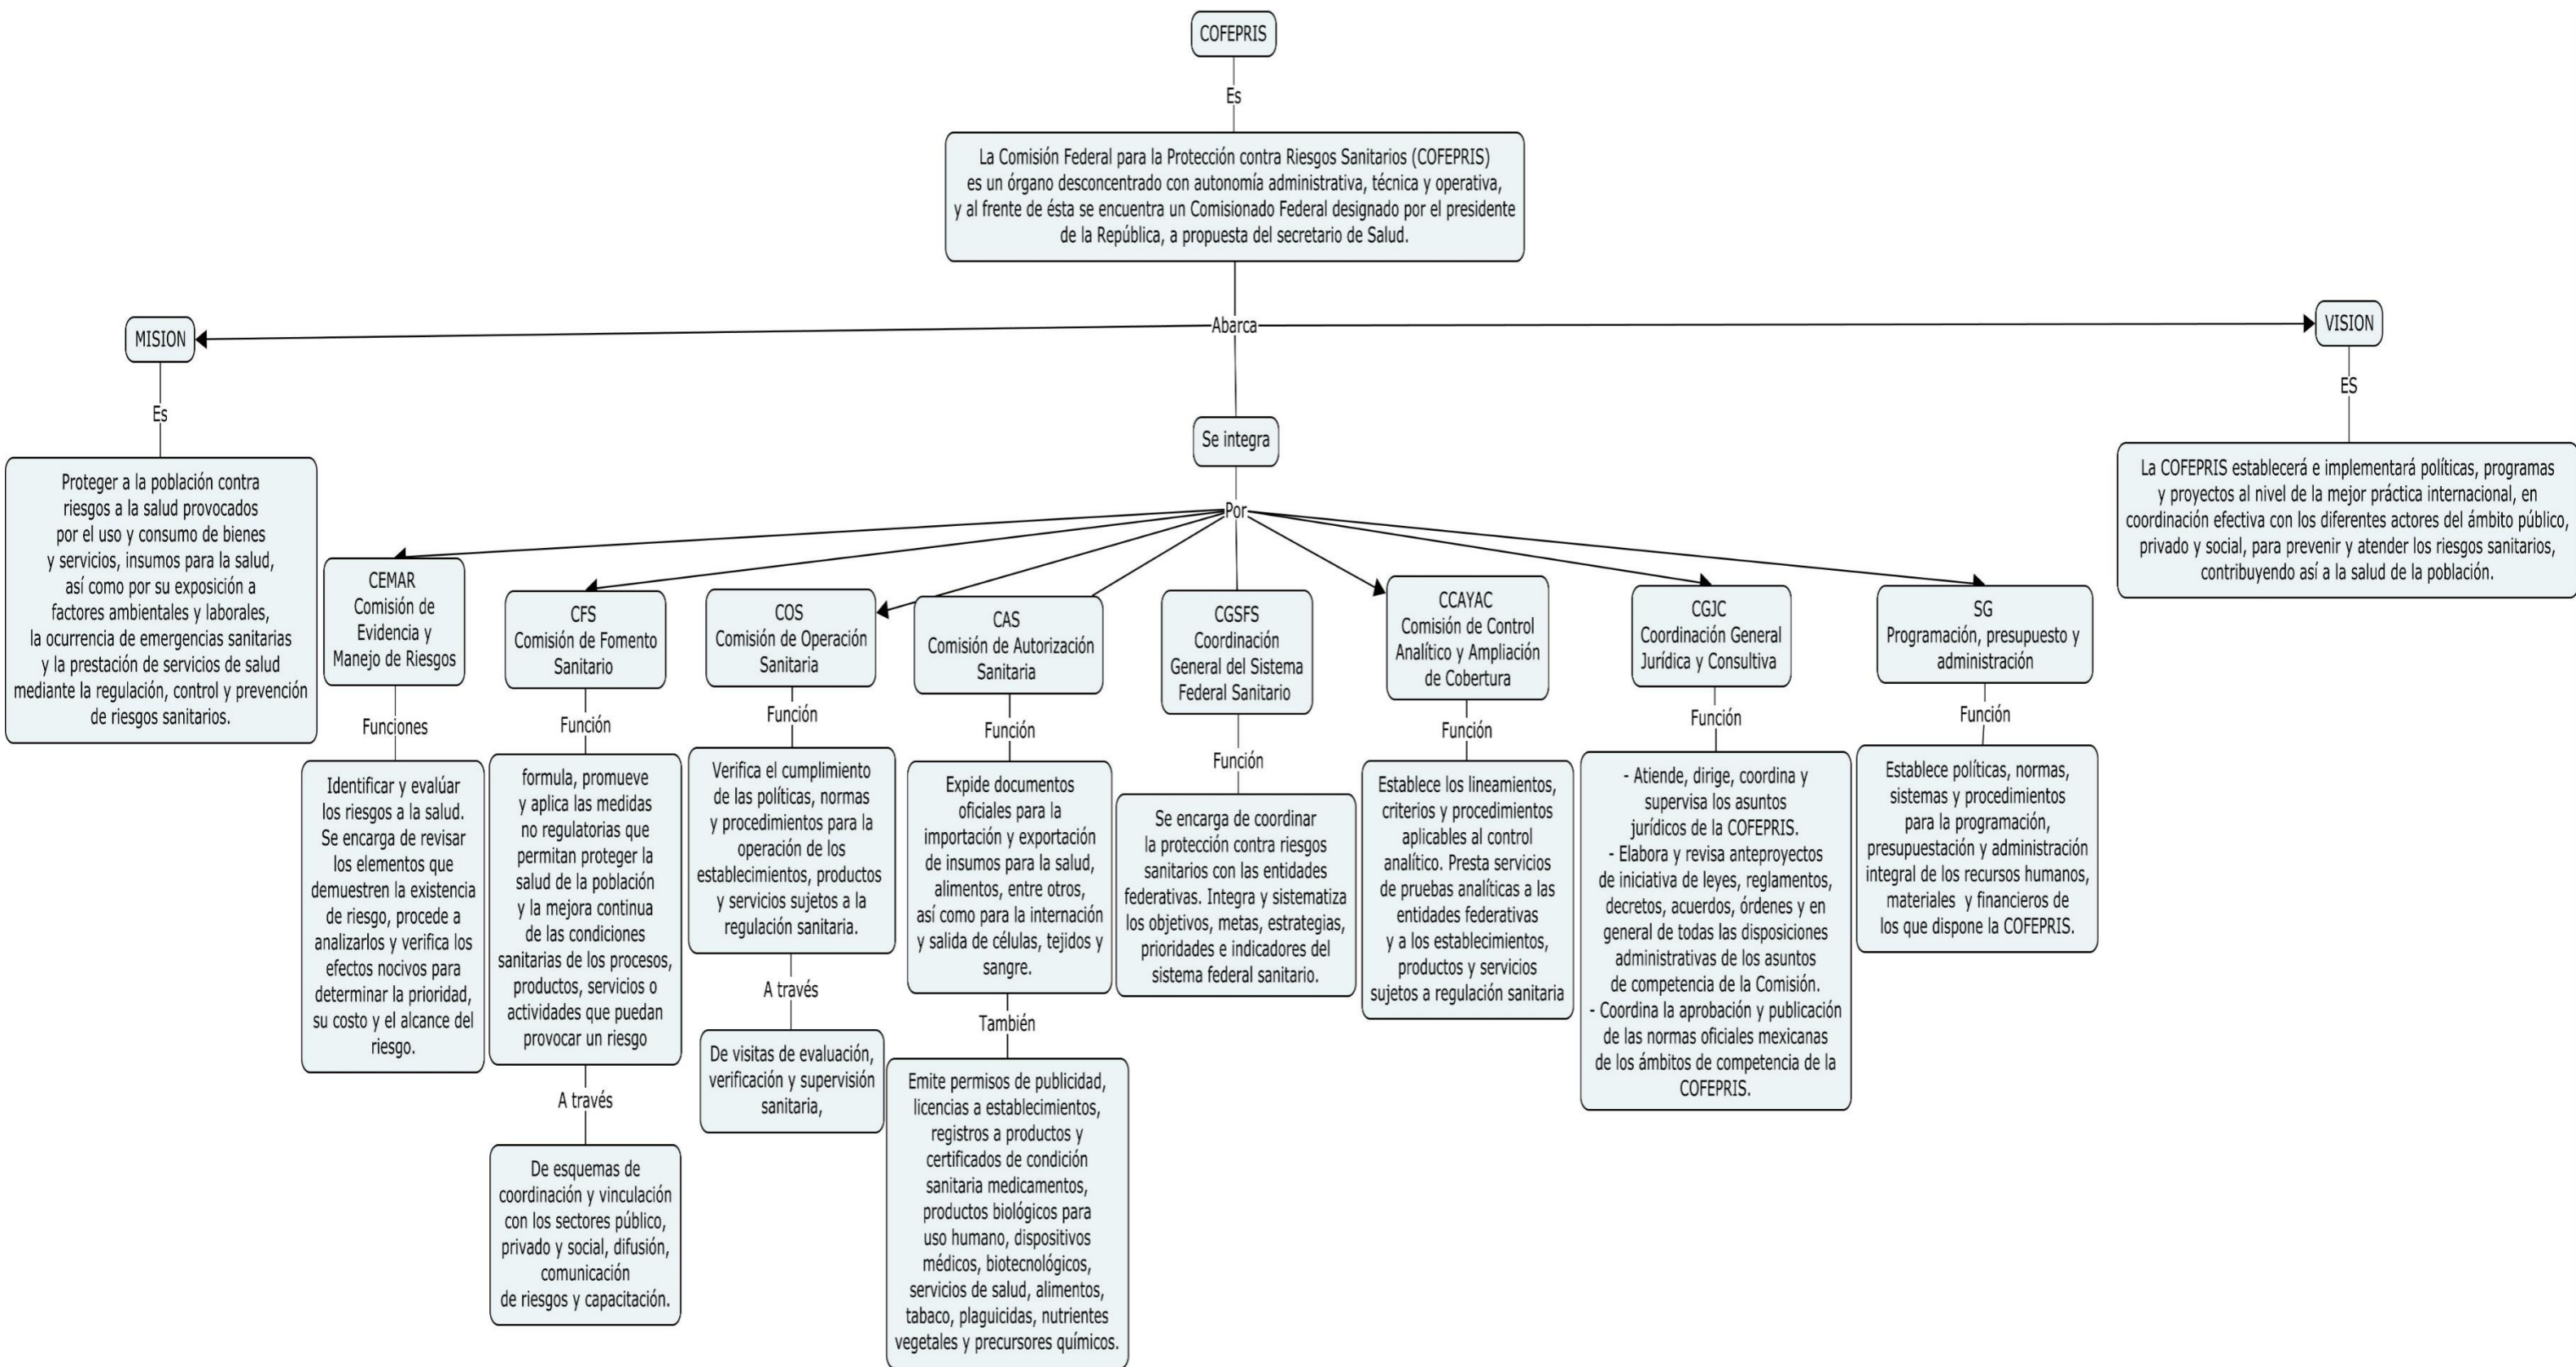 COFEPRIS
Es
La Comisión Federal para la Protección contra Riesgos Sanitarios (COFEPRIS)
es un órgano desconcentrado con autonomía administrativa, técnica y operativa,
y al frente de ésta se encuentra un Comisionado Federal designado por el presidente
de la República, a propuesta del secretario de Salud.
Abarca
MISION
Es
Proteger a la población contra
riesgos a la salud provocados
por el uso y consumo de bienes
y servicios, insumos para la salud,
así como por su exposición a
factores ambientales y laborales,
la ocurrencia de emergencias sanitarias
y la prestación de servicios de salud
mediante la regulación, control y prevención
de riesgos sanitarios.
Se integra
Por
CEMAR
Comisión de
Evidencia y
Manejo de Riesgos
Funciones
Identificar y evalúar
los riesgos a la salud.
Se encarga de revisar
los elementos que
demuestren la existencia
de riesgo, procede a
analizarlos y verifica los
efectos nocivos para
determinar la prioridad,
su costo y el alcance del
riesgo.
CFS
Comisión de Fomento
Sanitario
Función
formula, promueve
y aplica las medidas
no regulatorias que
permitan proteger la
salud de la población
y la mejora continua
de las condiciones
sanitarias de los procesos,
productos, servicios o
actividades que puedan
provocar un riesgo
A través
De esquemas de
coordinación y vinculación
con los sectores público,
privado y social, difusión,
comunicación
de riesgos y capacitación.
COS
Comisión de Operación
Sanitaria
Función
Verifica el cumplimiento
de las políticas, normas
y procedimientos para la
operación de los
establecimientos, productos
y servicios sujetos a la
regulación sanitaria.
A través
De visitas de evaluación,
verificación y supervisión
sanitaria,
CAS
Comisión de Autorización
Sanitaria
Función
Expide documentos
oficiales para la
importación y exportación
de insumos para la salud,
alimentos, entre otros,
así como para la internación
y salida de células, tejidos y
sangre.
También
Emite permisos de publicidad,
licencias a establecimientos,
registros a productos y
certificados de condición
sanitaria medicamentos,
productos biológicos para
uso humano, dispositivos
médicos, biotecnológicos,
servicios de salud, alimentos,
tabaco, plaguicidas, nutrientes
vegetales y precursores químicos.
CGSFS
Coordinación
General del Sistema
Federal Sanitario
Función
Se encarga de coordinar
la protección contra riesgos
sanitarios con las entidades
federativas. Integra y sistematiza
los objetivos, metas, estrategias,
prioridades e indicadores del
sistema federal sanitario.
CCAYAC
Comisión de Control
Analítico y Ampliación
de Cobertura
Función
Establece los lineamientos,
criterios y procedimientos
aplicables al control
analítico. Presta servicios
de pruebas analíticas a las
entidades federativas
y a los establecimientos,
productos y servicios
sujetos a regulación sanitaria
CGJC
Coordinación General
Jurídica y Consultiva
Función
- Atiende, dirige, coordina y
supervisa los asuntos
jurídicos de la COFEPRIS.
- Elabora y revisa anteproyectos
de iniciativa de leyes, reglamentos,
decretos, acuerdos, órdenes y en
general de todas las disposiciones
administrativas de los asuntos
de competencia de la Comisión.
- Coordina la aprobación y publicación
de las normas oficiales mexicanas
de los ámbitos de competencia de la
COFEPRIS.
SG
Programación, presupuesto y
administración
Función
Establece políticas, normas,
sistemas y procedimientos
para la programación,
presupuestación y administración
integral de los recursos humanos,
materiales y financieros de
los que dispone la COFEPRIS.
VISION
ES
La COFEPRIS establecerá e implementará políticas, programas
y proyectos al nivel de la mejor práctica internacional, en
coordinación efectiva con los diferentes actores del ámbito público,
privado y social, para prevenir y atender los riesgos sanitarios,
contribuyendo así a la salud de la población.